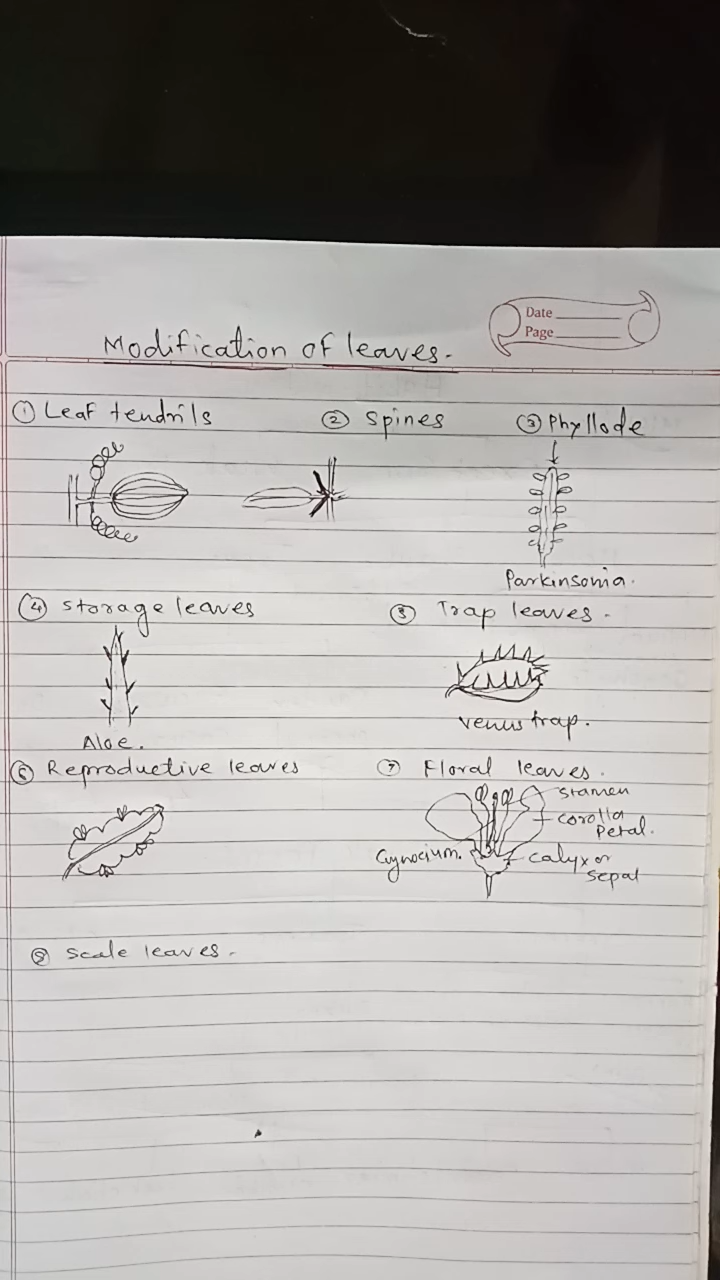 Date
Page
Modification of leaves.
① Leaf tendrils ② Spines ③ Phyllode
Parkinsonia.
④ Storage leaves ⑤ Trap leaves.
Aloe. Venus trap.
⑥ Reproductive leaves ⑦ Floral leaves.
stamen
corolla
Petal.
Gynocium. calyx or
sepal
⑧ Scale leaves.